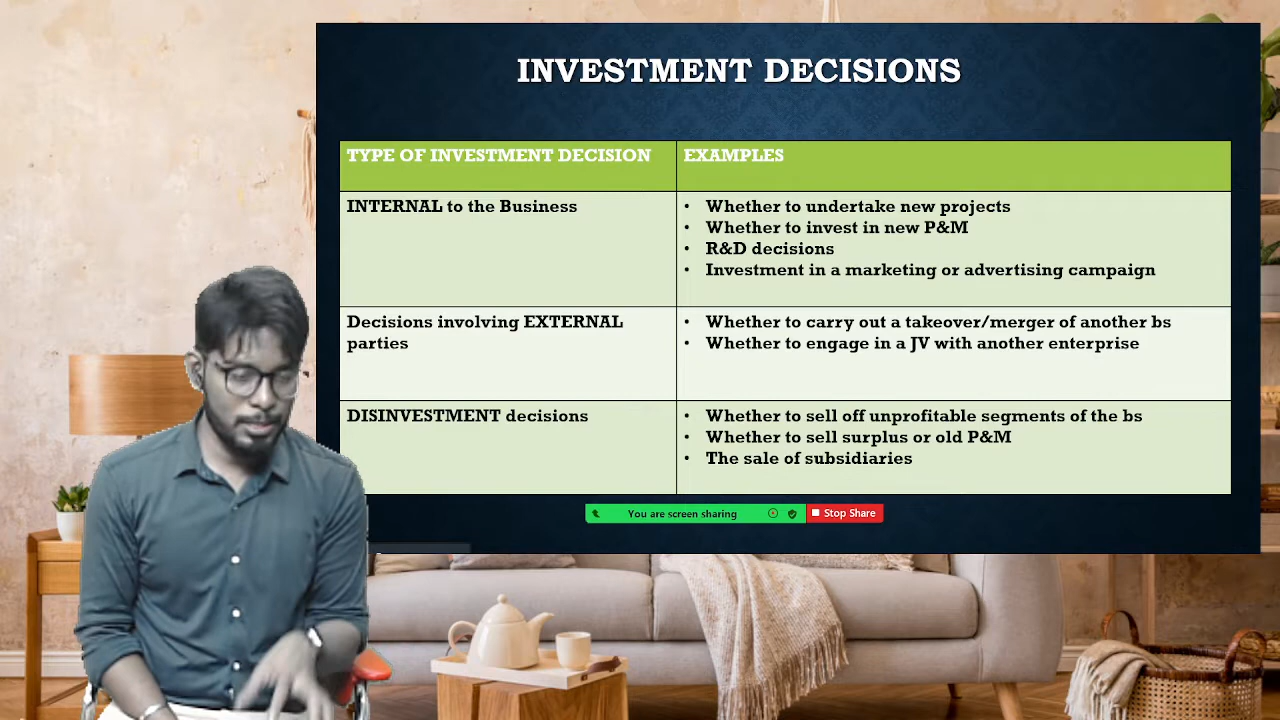 INVESTMENT DECISIONS
TYPE OF INVESTMENT DECISION
EXAMPLES
INTERNAL to the Business
• Whether to undertake new projects
• Whether to invest in new P&M
• R&D decisions
• Investment in a marketing or advertising campaign
Decisions involving EXTERNAL
parties
• Whether to carry out a takeover/merger of another bs
• Whether to engage in a JV with another enterprise
DISINVESTMENT decisions
• Whether to sell off unprofitable segments of the bs
• Whether to sell surplus or old P&M
• The sale of subsidiaries
You are screen sharing
Stop Share